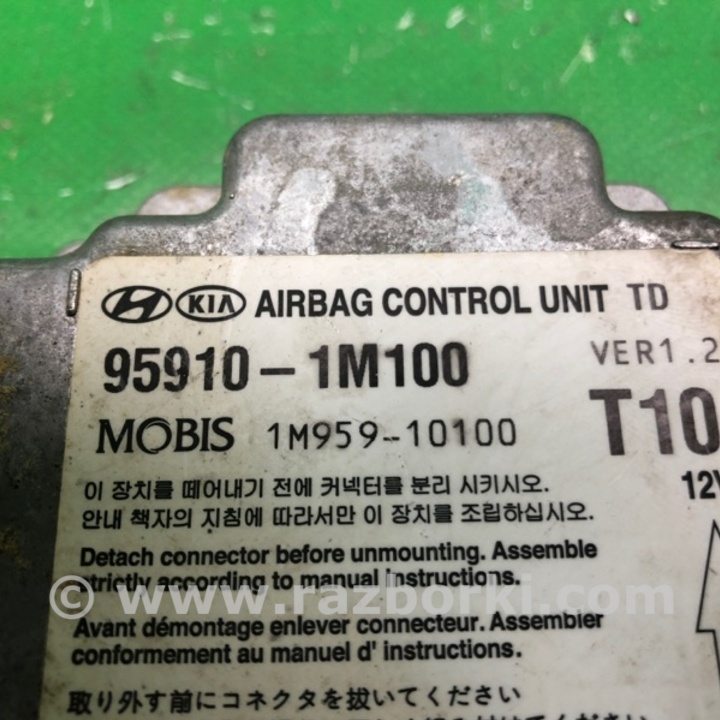 KIA AIRBAG CONTROL UNIT TD
95910-1M100 VER1.2
MOBIS 1M959-10100 T10
이 장치를 떼어내기 전에 커넥터를 분리 시키시오. 12V
안내 책자의 지침에 따라서만 이 장치를 조립하십시오.
Detach connector before unmounting. Assemble
strictly according to manual instructions.
© www.razborki.com
Avant démontage enlever connecteur. Assembler
conformement au manuel d' instructions.
取り外す前にコネクタを抜いてください